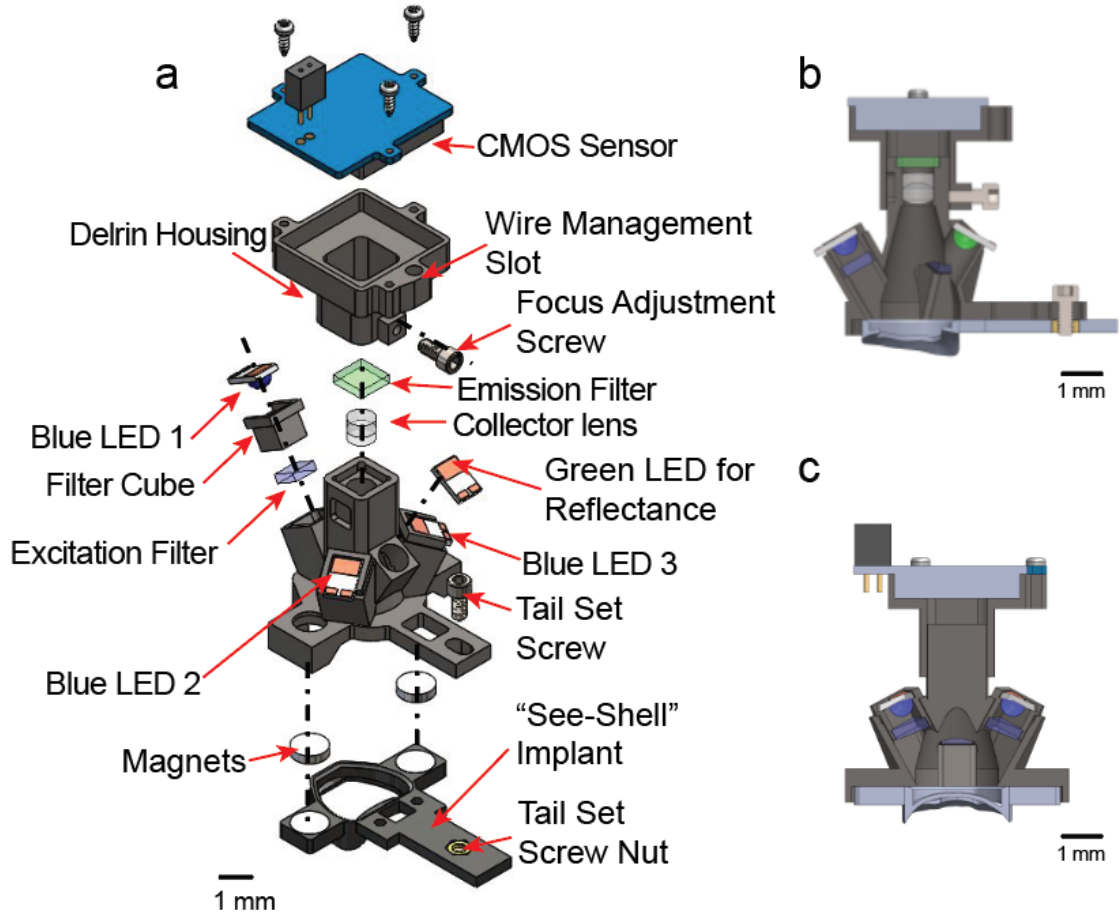 a
CMOS Sensor
Delrin Housing
Wire Management
Slot
Focus Adjustment
Screw
Emission Filter
Collector lens
Blue LED 1
Filter Cube
Excitation Filter
Green LED for
Reflectance
Blue LED 3
Tail Set
Screw
Blue LED 2
Magnets
“See-Shell”
Implant
Tail Set
Screw Nut
1 mm
b
1 mm
c
1 mm